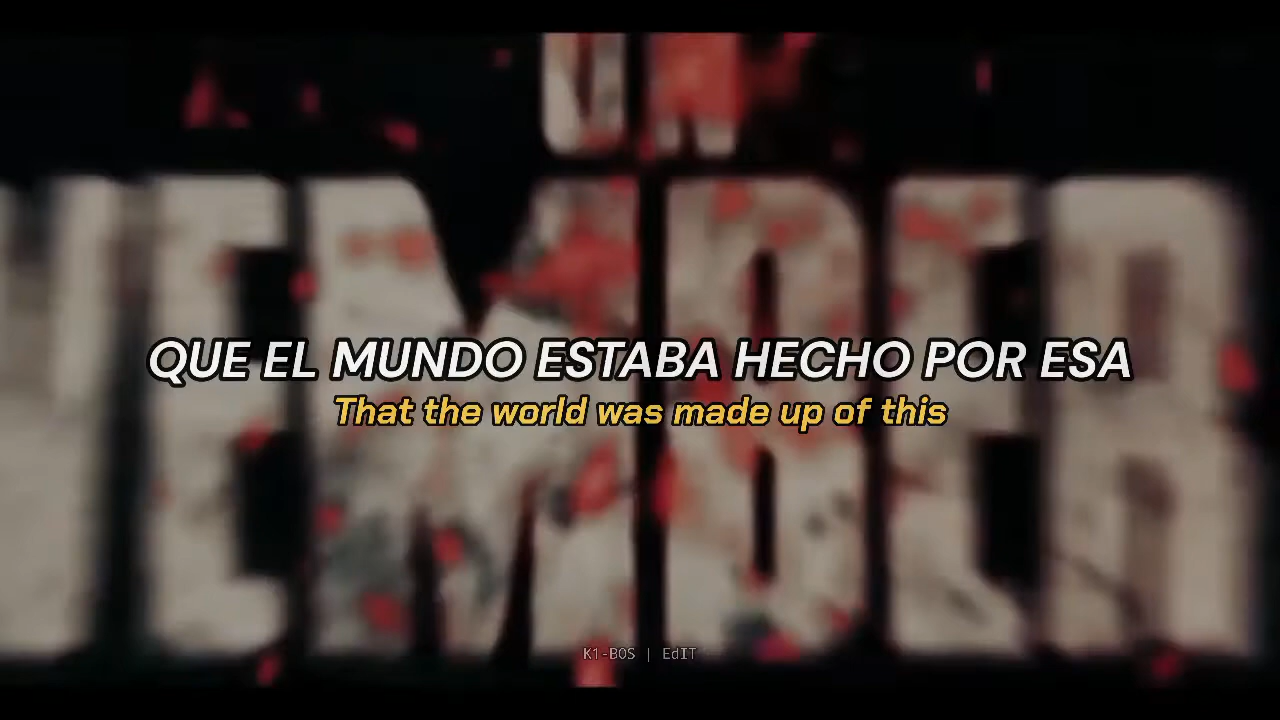 QUE EL MUNDO ESTABA HECHO POR ESA
That the world was made up of this
K1-BOS | EdIT